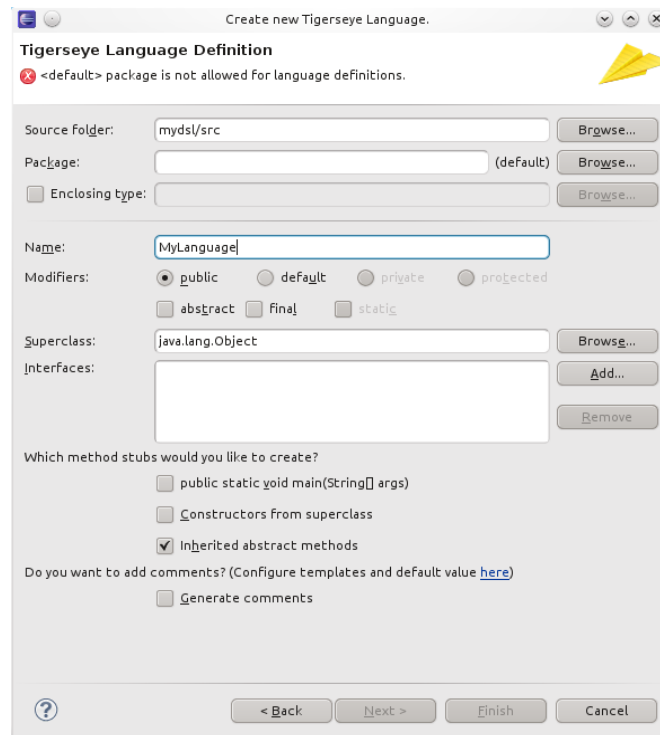 Create new Tigerseye Language.
Tigerseye Language Definition
<default> package is not allowed for language definitions.
Source folder: mydsl/src Browse...
Package: (default) Browse...
Enclosing type: Browse...
Name: MyLanguage
Modifiers: public default private protected
abstract final static
Superclass: java.lang.Object Browse...
Interfaces: Add...
Remove
Which method stubs would you like to create?
public static void main(String[] args)
Constructors from superclass
Inherited abstract methods
Do you want to add comments? (Configure templates and default value here)
Generate comments
? < Back Next > Finish Cancel